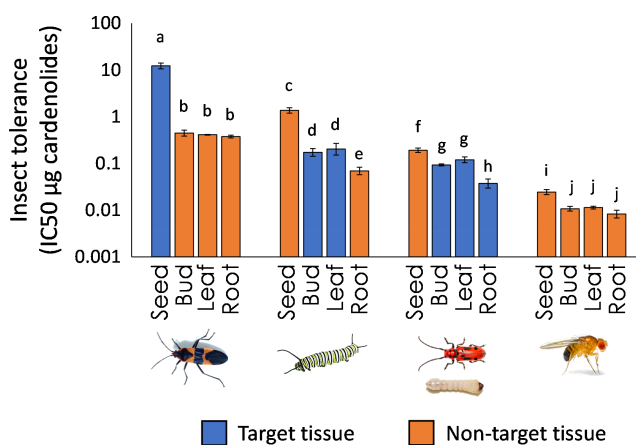 Insect tolerance
(IC50 µg cardenolides)
100
10
1
0.1
0.01
0.001
a
b
b
b
c
d
d
e
f
g
g
h
i
j
j
j
Seed
Bud
Leaf
Root
Seed
Bud
Leaf
Root
Seed
Bud
Leaf
Root
Seed
Bud
Leaf
Root
Target tissue
Non-target tissue